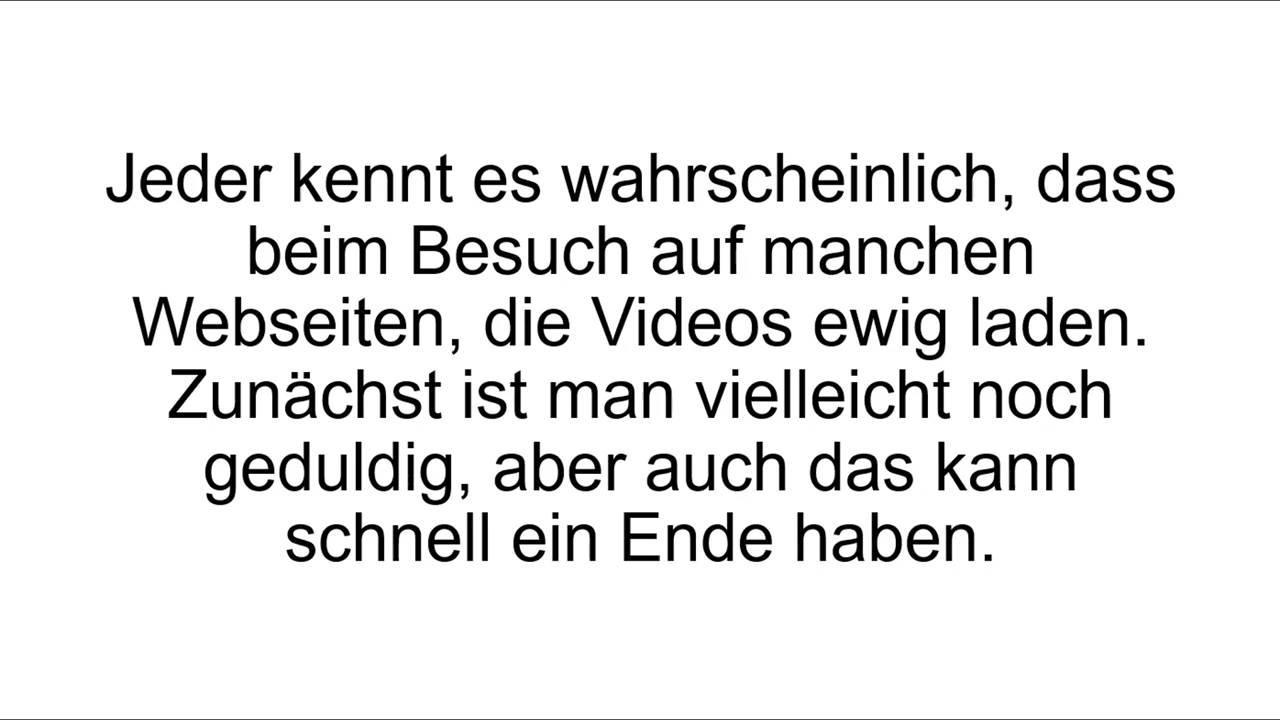 Jeder kennt es wahrscheinlich, dass
beim Besuch auf manchen
Webseiten, die Videos ewig laden.
Zunächst ist man vielleicht noch
geduldig, aber auch das kann
schnell ein Ende haben.